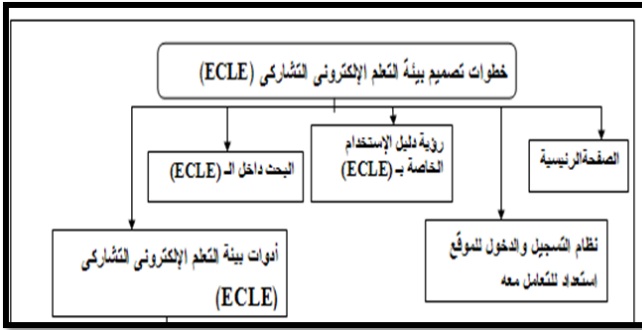 خطوات تصميم بيئة التعلم الإلكترونى التشاركى (ECLE)
الصفحة الرئيسية
رؤية دليل الإستخدام
الخاصة بـ (ECLE)
البحث داخل الـ (ECLE)
نظام التسجيل والدخول للموقع
استعداد للتعامل معه
أدوات بيئة التعلم الإلكترونى التشاركى
(ECLE)